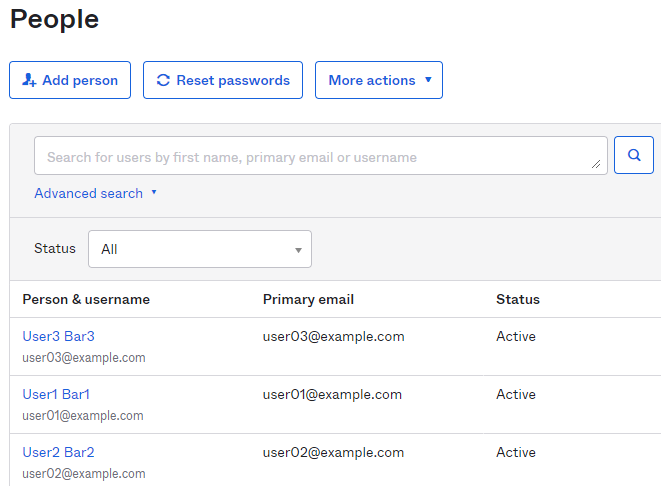 People
Add person Reset passwords More actions
Search for users by first name, primary email or username
Advanced search
Status All
Person & username Primary email Status
User3 Bar3 user03@example.com Active
user03@example.com
User1 Bar1 user01@example.com Active
user01@example.com
User2 Bar2 user02@example.com Active
user02@example.com